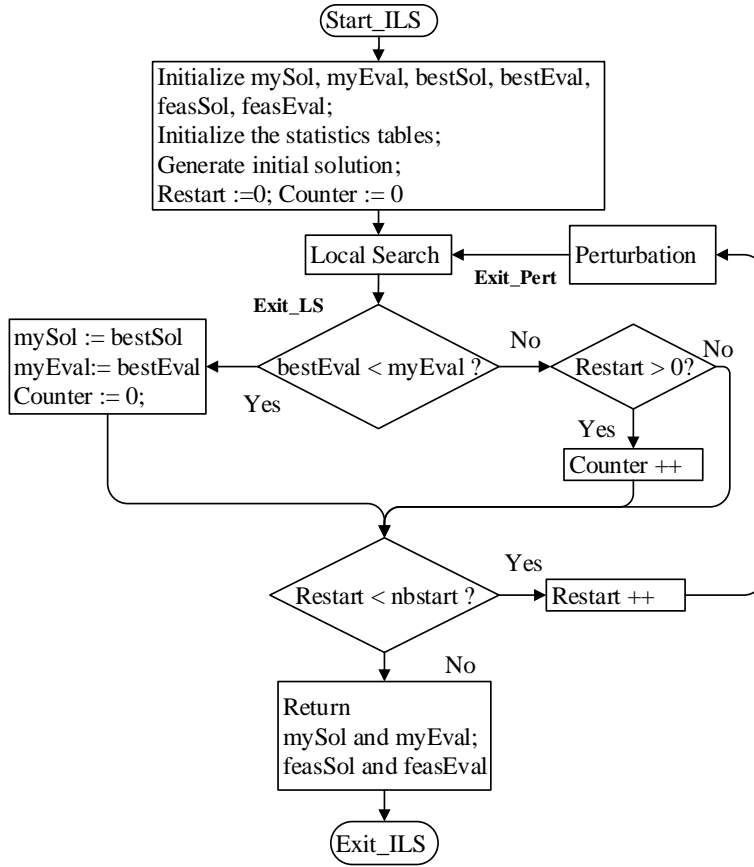 Start_ILS
Initialize mySol, myEval, bestSol, bestEval,
feasSol, feasEval;
Initialize the statistics tables;
Generate initial solution;
Restart :=0; Counter := 0
Local Search
Perturbation
Exit_Pert
Exit_LS
mySol := bestSol
myEval:= bestEval
Counter := 0;
bestEval < myEval ?
Yes
No
Restart > 0?
No
Yes
Counter ++
Restart < nbstart ?
Yes
Restart ++
No
Return
mySol and myEval;
feasSol and feasEval
Exit_ILS